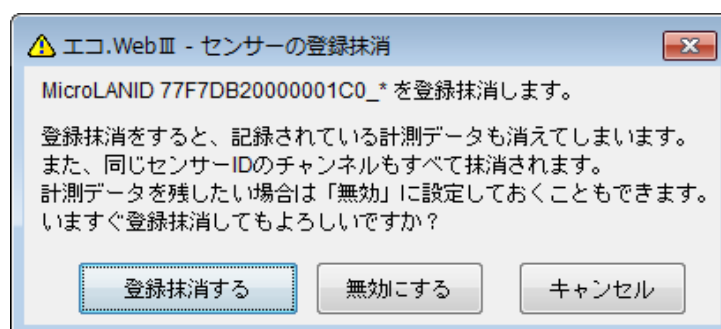 エコ.WebⅢ - センサーの登録抹消
MicroLANID 77F7DB20000001C0_* を登録抹消します。
登録抹消をすると、記録されている計測データも消えてしまいます。
また、同じセンサーIDのチャンネルもすべて抹消されます。
計測データを残したい場合は「無効」に設定しておくこともできます。
いますぐ登録抹消してもよろしいですか？
登録抹消する 無効にする キャンセル